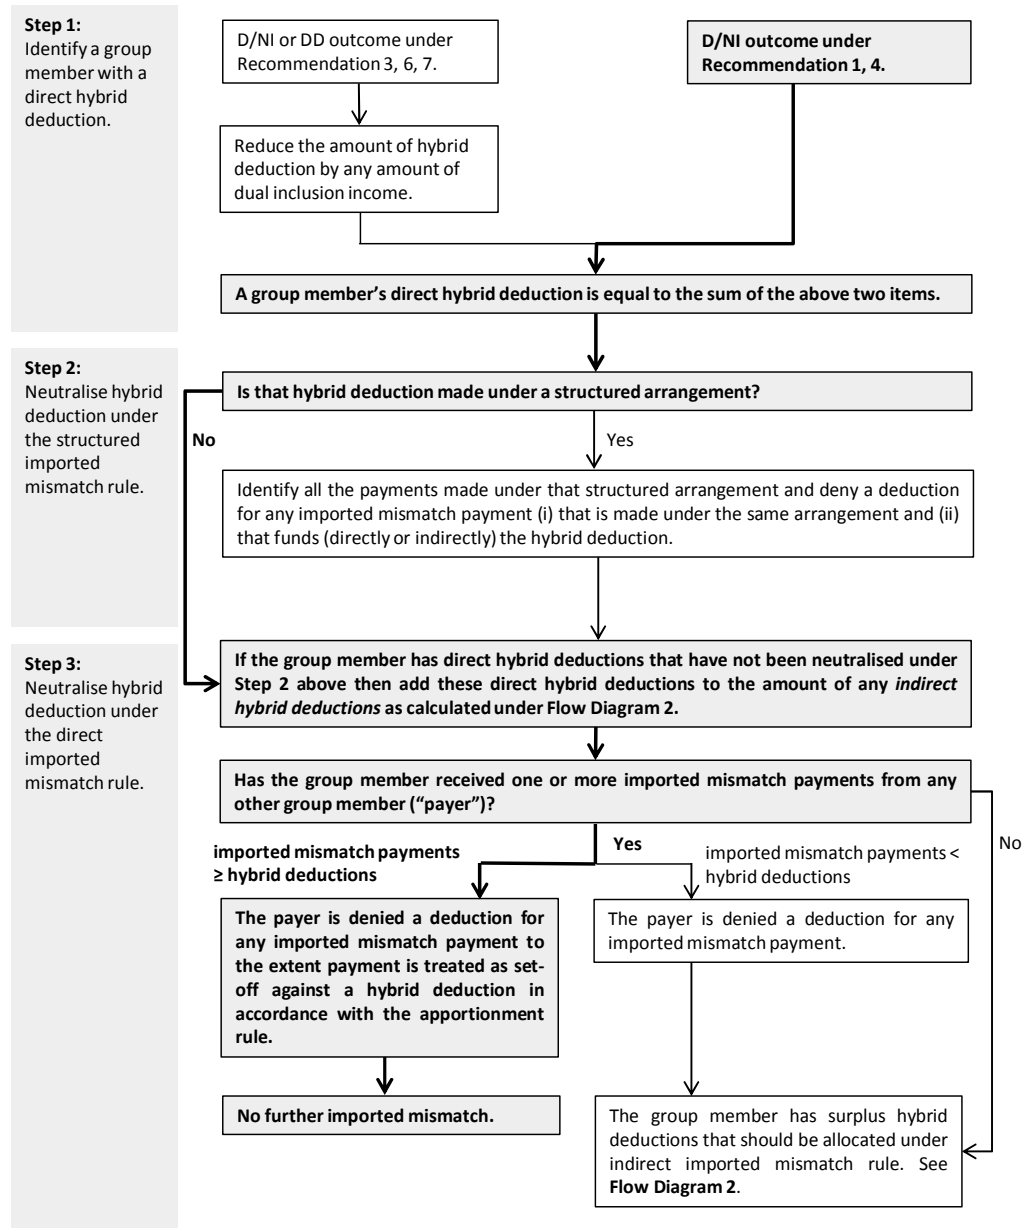 Step 1:
Identify a group
member with a
direct hybrid
deduction.
D/NI or DD outcome under
Recommendation 3, 6, 7.
D/NI outcome under
Recommendation 1, 4.
Reduce the amount of hybrid
deduction by any amount of
dual inclusion income.
A group member's direct hybrid deduction is equal to the sum of the above two items.
Step 2:
Neutralise hybrid
deduction under
the structured
imported
mismatch rule.
Is that hybrid deduction made under a structured arrangement?
No
Yes
Identify all the payments made under that structured arrangement and deny a deduction
for any imported mismatch payment (i) that is made under the same arrangement and (ii)
that funds (directly or indirectly) the hybrid deduction.
Step 3:
Neutralise hybrid
deduction under
the direct
imported
mismatch rule.
If the group member has direct hybrid deductions that have not been neutralised under
Step 2 above then add these direct hybrid deductions to the amount of any indirect
hybrid deductions as calculated under Flow Diagram 2.
Has the group member received one or more imported mismatch payments from any
other group member (“payer”)?
No
Yes
imported mismatch payments
≥ hybrid deductions
imported mismatch payments <
hybrid deductions
The payer is denied a deduction for
any imported mismatch payment to
the extent payment is treated as set-
off against a hybrid deduction in
accordance with the apportionment
rule.
The payer is denied a deduction for any
imported mismatch payment.
No further imported mismatch.
The group member has surplus hybrid
deductions that should be allocated under
indirect imported mismatch rule. See
Flow Diagram 2.